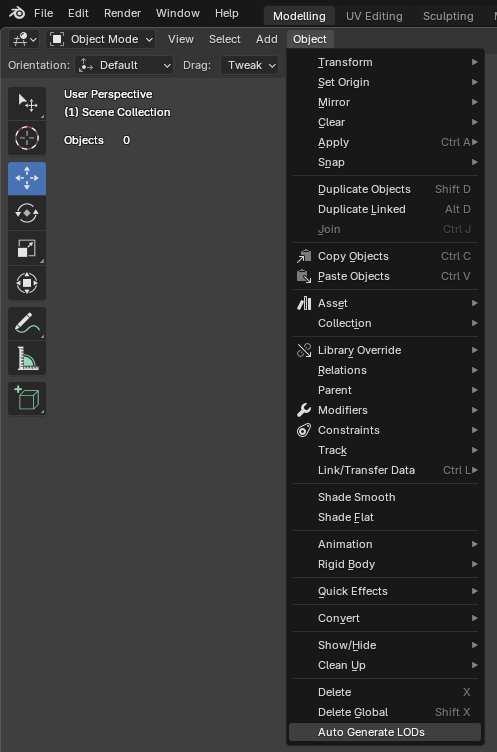 File Edit Render Window Help Modelling UV Editing Sculpting
Object Mode View Select Add Object
Orientation: Default Drag: Tweak
User Perspective
(1) Scene Collection
Objects 0
Transform
Set Origin
Mirror
Clear
Apply Ctrl A
Snap
Duplicate Objects Shift D
Duplicate Linked Alt D
Join Ctrl J
Copy Objects Ctrl C
Paste Objects Ctrl V
Asset
Collection
Library Override
Relations
Parent
Modifiers
Constraints
Track
Link/Transfer Data Ctrl L
Shade Smooth
Shade Flat
Animation
Rigid Body
Quick Effects
Convert
Show/Hide
Clean Up
Delete X
Delete Global Shift X
Auto Generate LODs